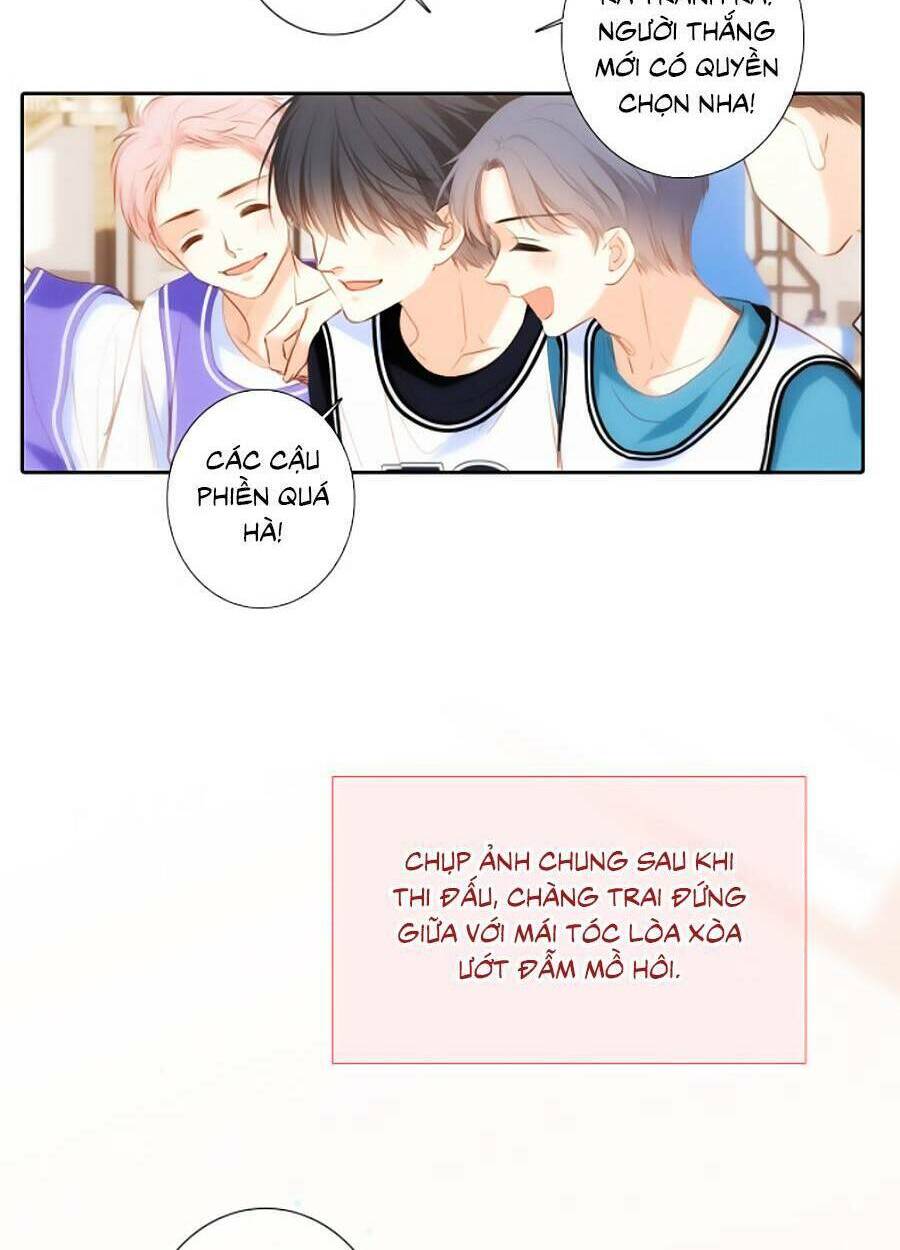 NGƯỜI THẮNG
MỚI CÓ QUYỀN
CHỌN NHA!
CÁC CẬU
PHIỀN QUÁ
HÀ!
CHỤP ẢNH CHUNG SAU KHI
THI ĐẤU, CHÀNG TRAI ĐỨNG
GIỮA VỚI MÁI TÓC LÒA XÒA
ƯỚT ĐẪM MỒ HÔI.